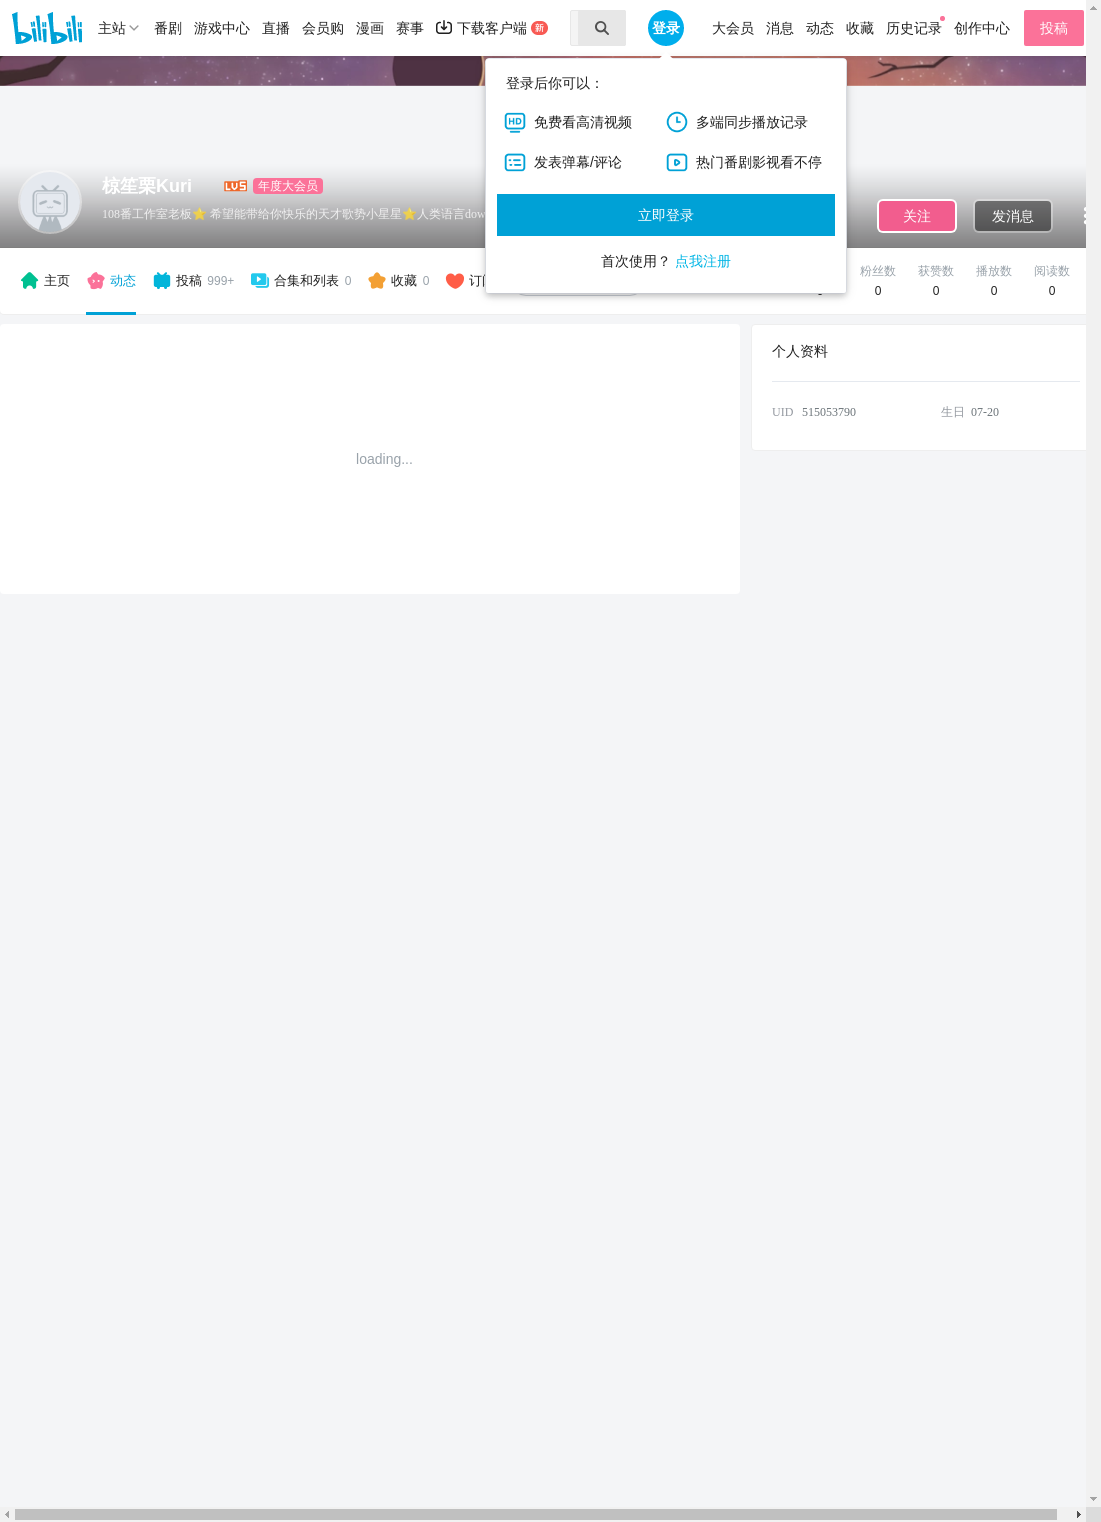 bilibili 主站 番剧 游戏中心 直播 会员购 漫画 赛事 下载客户端 新 登录 大会员 消息 动态 收藏 历史记录 创作中心 投稿
登录后你可以：
HD 免费看高清视频 多端同步播放记录
发表弹幕/评论 热门番剧影视看不停
立即登录
首次使用？ 点我注册
椋笙栗Kuri LV5 年度大会员
108番工作室老板🌟 希望能带给你快乐的天才歌势小星星🌟人类语言dow
关注 发消息
主页 动态 投稿 999+ 合集和列表 0 收藏 0 粉丝数 获赞数 播放数 阅读数
0 0 0 0
loading...
个人资料
UID 515053790 生日 07-20